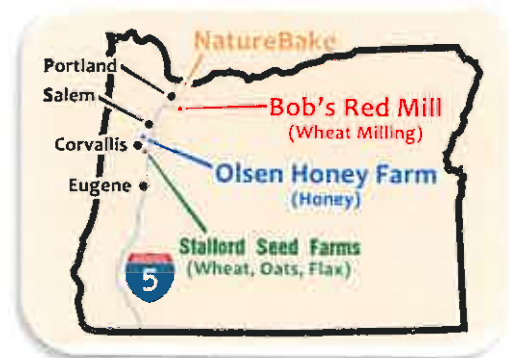 NatureBake
Portland
Salem
Bob's Red Mill
(Wheat Milling)
Corvallis
Olsen Honey Farm
(Honey)
Eugene
Stalford Seed Farms
(Wheat, Oats, Flax)
5